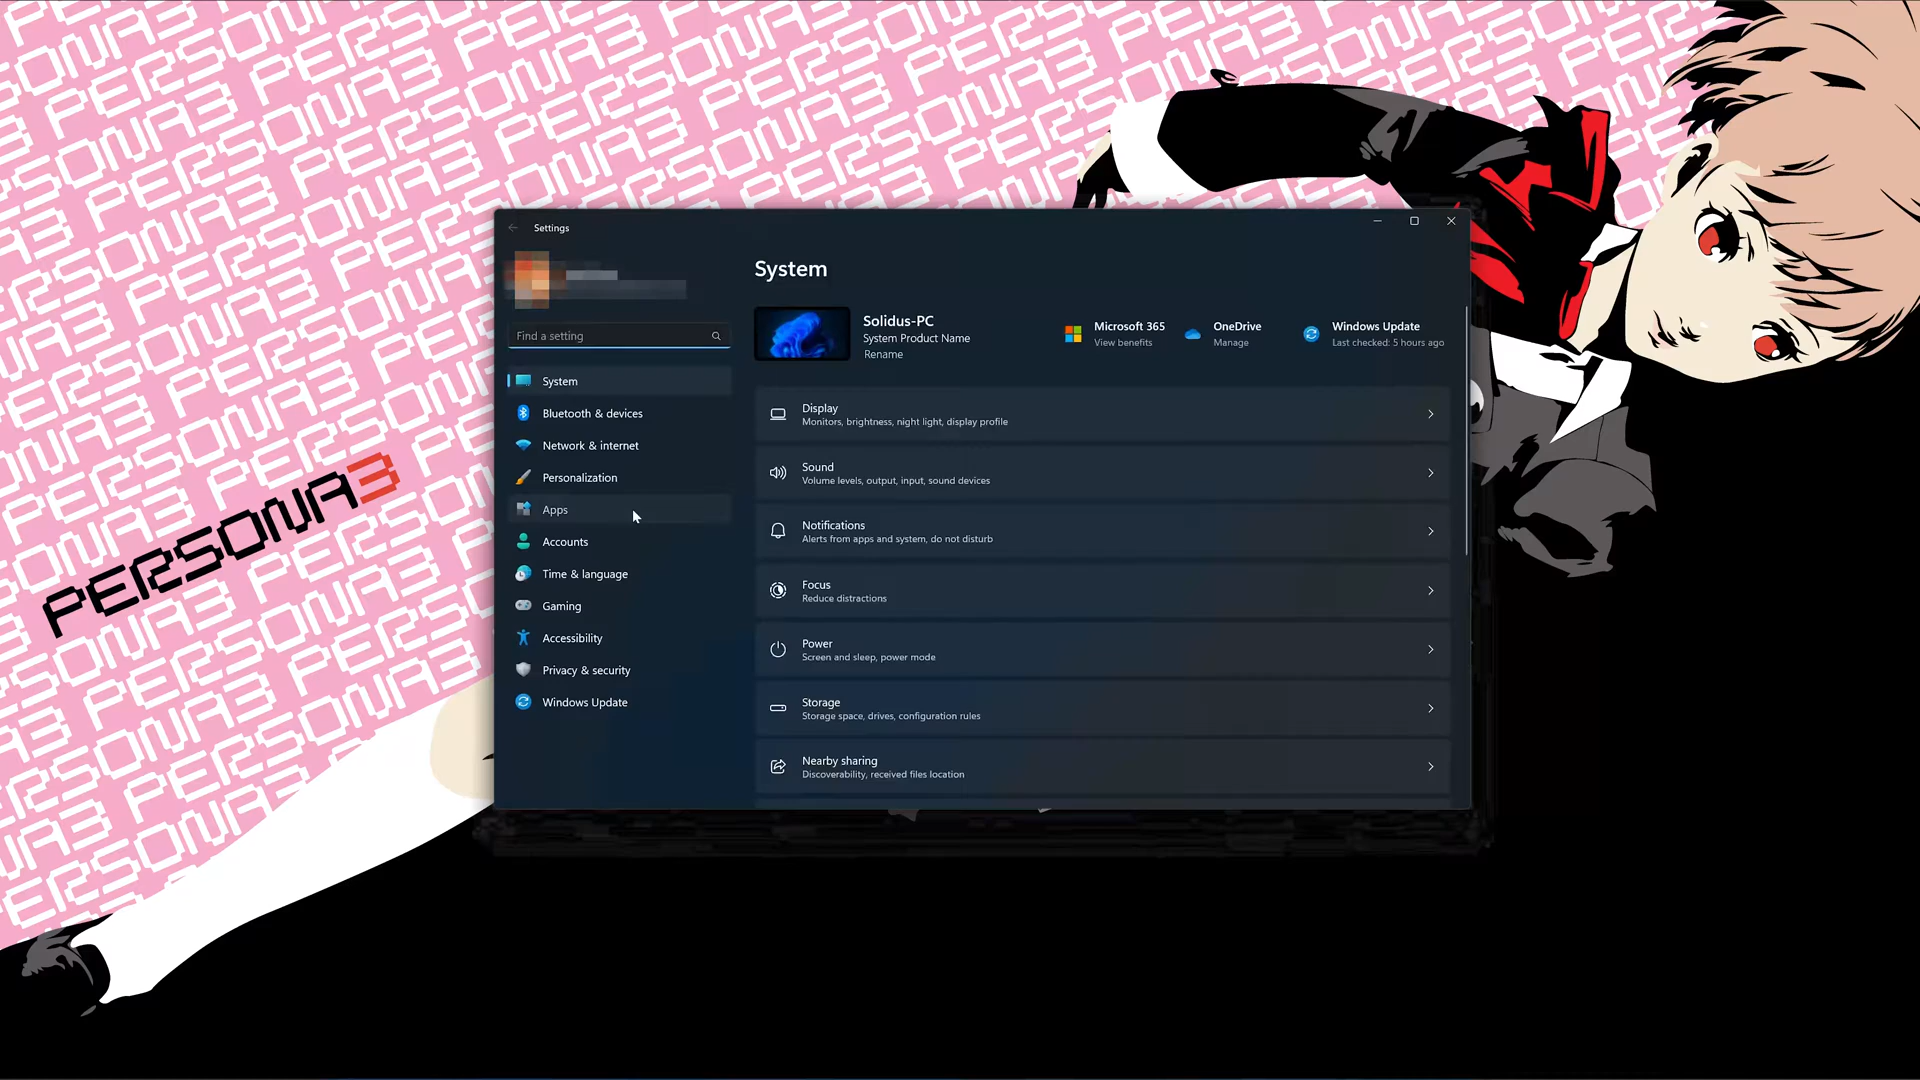 PERSONA3
Settings
System
Find a setting
Solidus-PC
System Product Name
Rename
Microsoft 365
View benefits
OneDrive
Manage
Windows Update
Last checked: 5 hours ago
System
Bluetooth & devices
Network & internet
Personalization
Apps
Accounts
Time & language
Gaming
Accessibility
Privacy & security
Windows Update
Display
Monitors, brightness, night light, display profile
Sound
Volume levels, output, input, sound devices
Notifications
Alerts from apps and system, do not disturb
Focus
Reduce distractions
Power
Screen and sleep, power mode
Storage
Storage space, drives, configuration rules
Nearby sharing
Discoverability, received files location